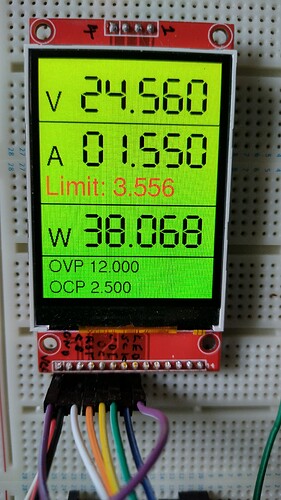 V 24.560
A 01.550
Limit: 3.556
W 38.068
OVP 12.000
OCP 2.500